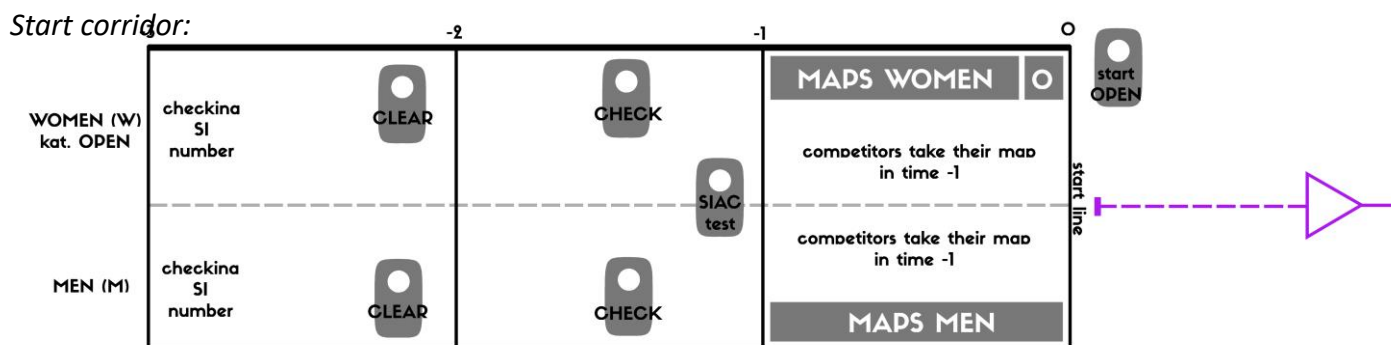 Start corridor:
-3 -2 -1 0
WOMEN (W)
kat. OPEN
checking
SI
number
CLEAR
CHECK
MAPS WOMEN O
start
OPEN
competitors take their map
in time -1
SIAC
test
start line
MEN (M)
checking
SI
number
CLEAR
CHECK
competitors take their map
in time -1
MAPS MEN